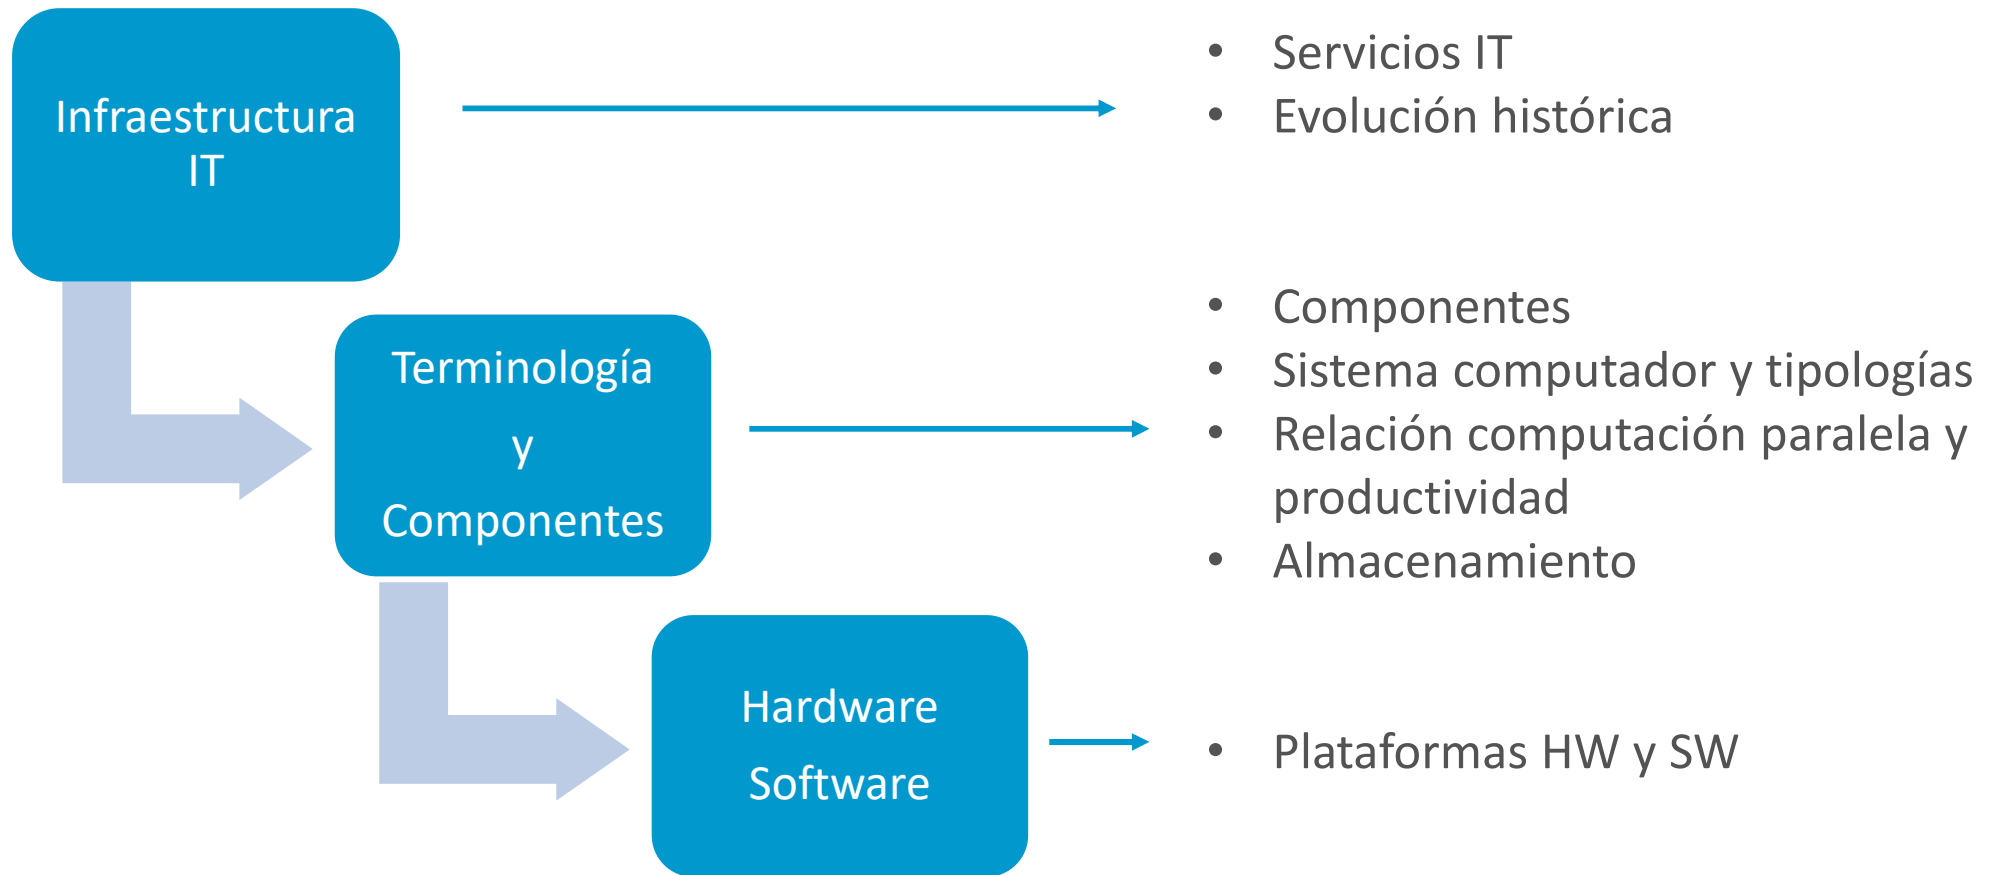 Infraestructura
IT
• Servicios IT
• Evolución histórica
Terminología
y
Componentes
• Componentes
• Sistema computador y tipologías
• Relación computación paralela y
productividad
• Almacenamiento
Hardware
Software
• Plataformas HW y SW